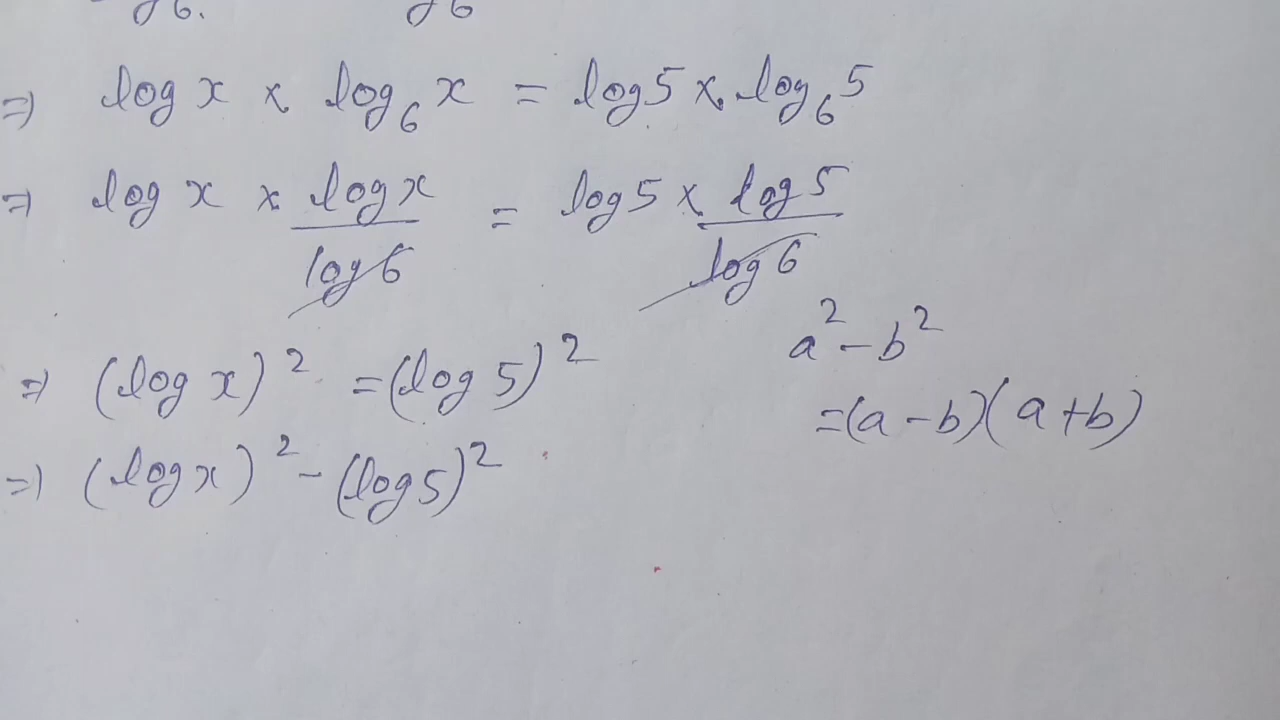 ⇒ log x × log₆ x = log 5 × log₆ 5
⇒ log x × log x / log 6 = log 5 × log 5 / log 6
⇒ (log x)² = (log 5)²
a² - b²
= (a - b)(a + b)
⇒ (log x)² - (log 5)²